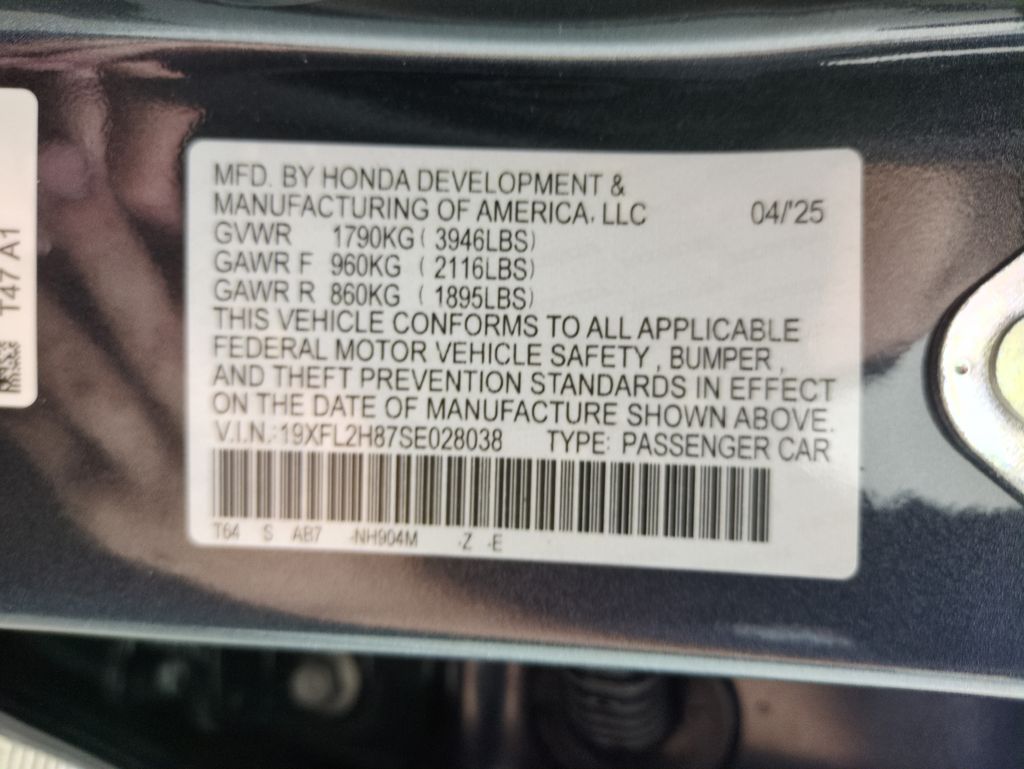 MFD. BY HONDA DEVELOPMENT &
MANUFACTURING OF AMERICA, LLC 04/'25
GVWR 1790KG ( 3946LBS)
GAWR F 960KG ( 2116LBS)
GAWR R 860KG ( 1895LBS)
THIS VEHICLE CONFORMS TO ALL APPLICABLE
FEDERAL MOTOR VEHICLE SAFETY , BUMPER ,
AND THEFT PREVENTION STANDARDS IN EFFECT
ON THE DATE OF MANUFACTURE SHOWN ABOVE.
V.I.N.: 19XFL2H87SE028038 TYPE: PASSENGER CAR
T64 S AB7 -NH904M -Z -E
T47 A1